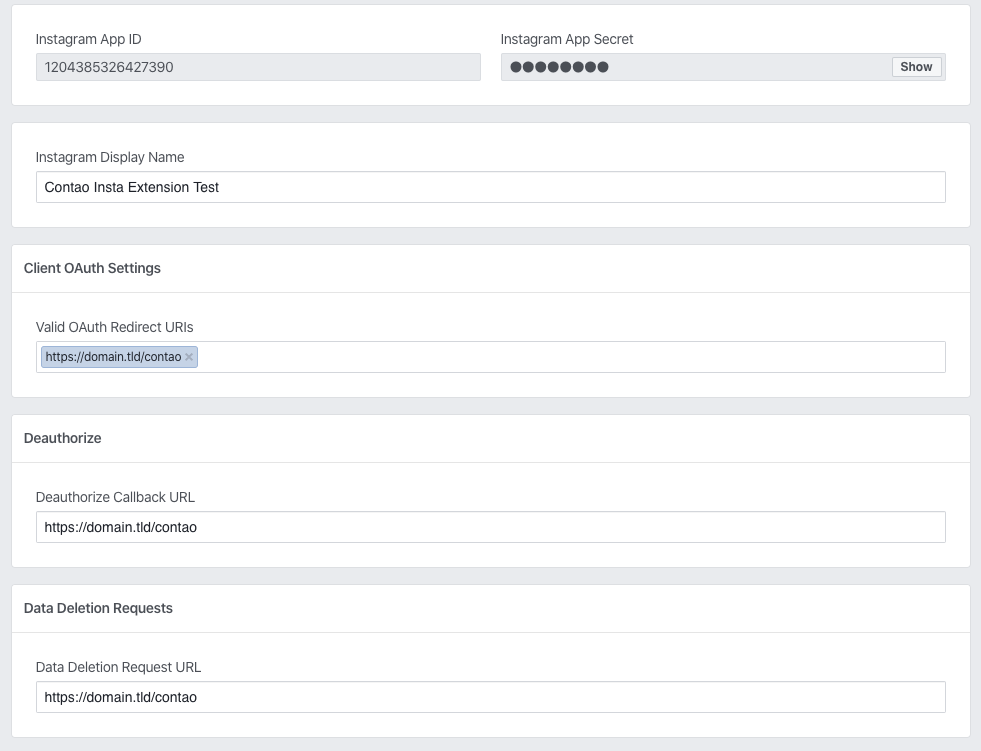 Instagram App ID
Instagram App Secret
1204385326427390
●●●●●●●● Show
Instagram Display Name
Contao Insta Extension Test
Client OAuth Settings
Valid OAuth Redirect URIs
https://domain.tld/contao ×
Deauthorize
Deauthorize Callback URL
https://domain.tld/contao
Data Deletion Requests
Data Deletion Request URL
https://domain.tld/contao